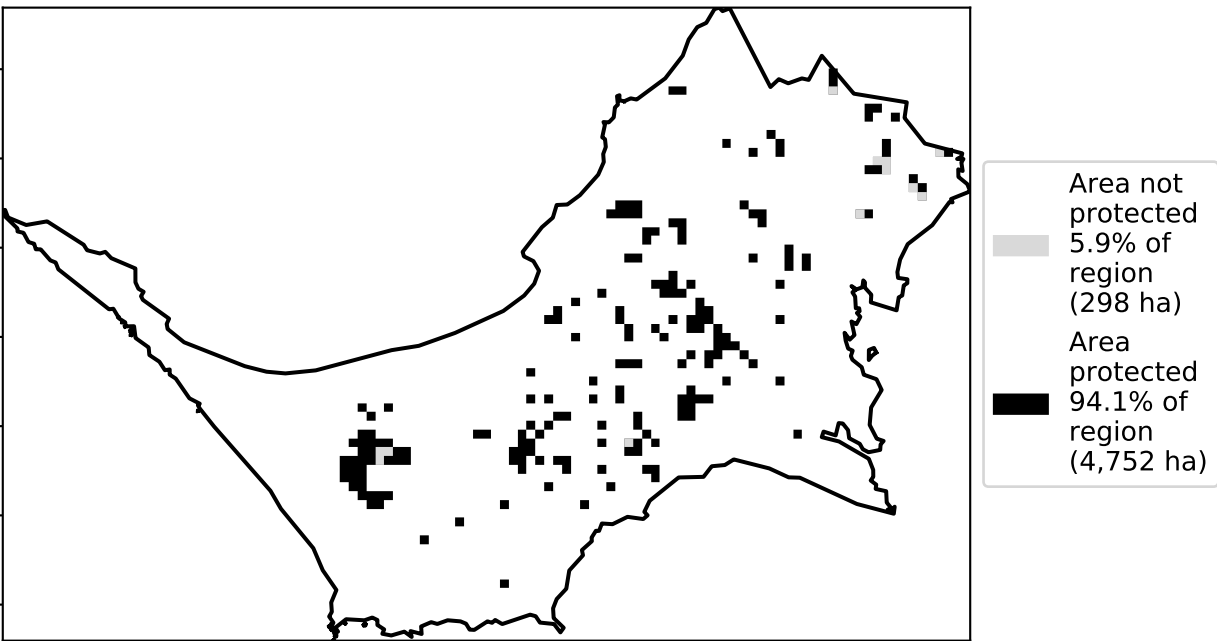 Area not
protected
5.9% of
region
(298 ha)
Area
protected
94.1% of
region
(4,752 ha)